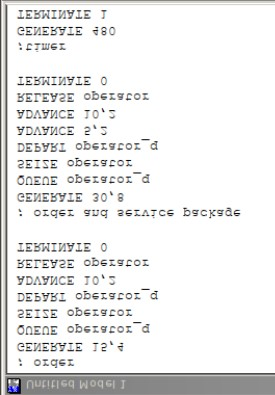 Untitled Model 1
; order
GENERATE 15,4
QUEUE operator_q
SEIZE operator
DEPART operator_q
ADVANCE 10,2
RELEASE operator
TERMINATE 0
; order and service package
GENERATE 30,8
QUEUE operator_q
SEIZE operator
DEPART operator_q
ADVANCE 5,2
ADVANCE 10,2
RELEASE operator
TERMINATE 0
;timer
GENERATE 480
TERMINATE 1